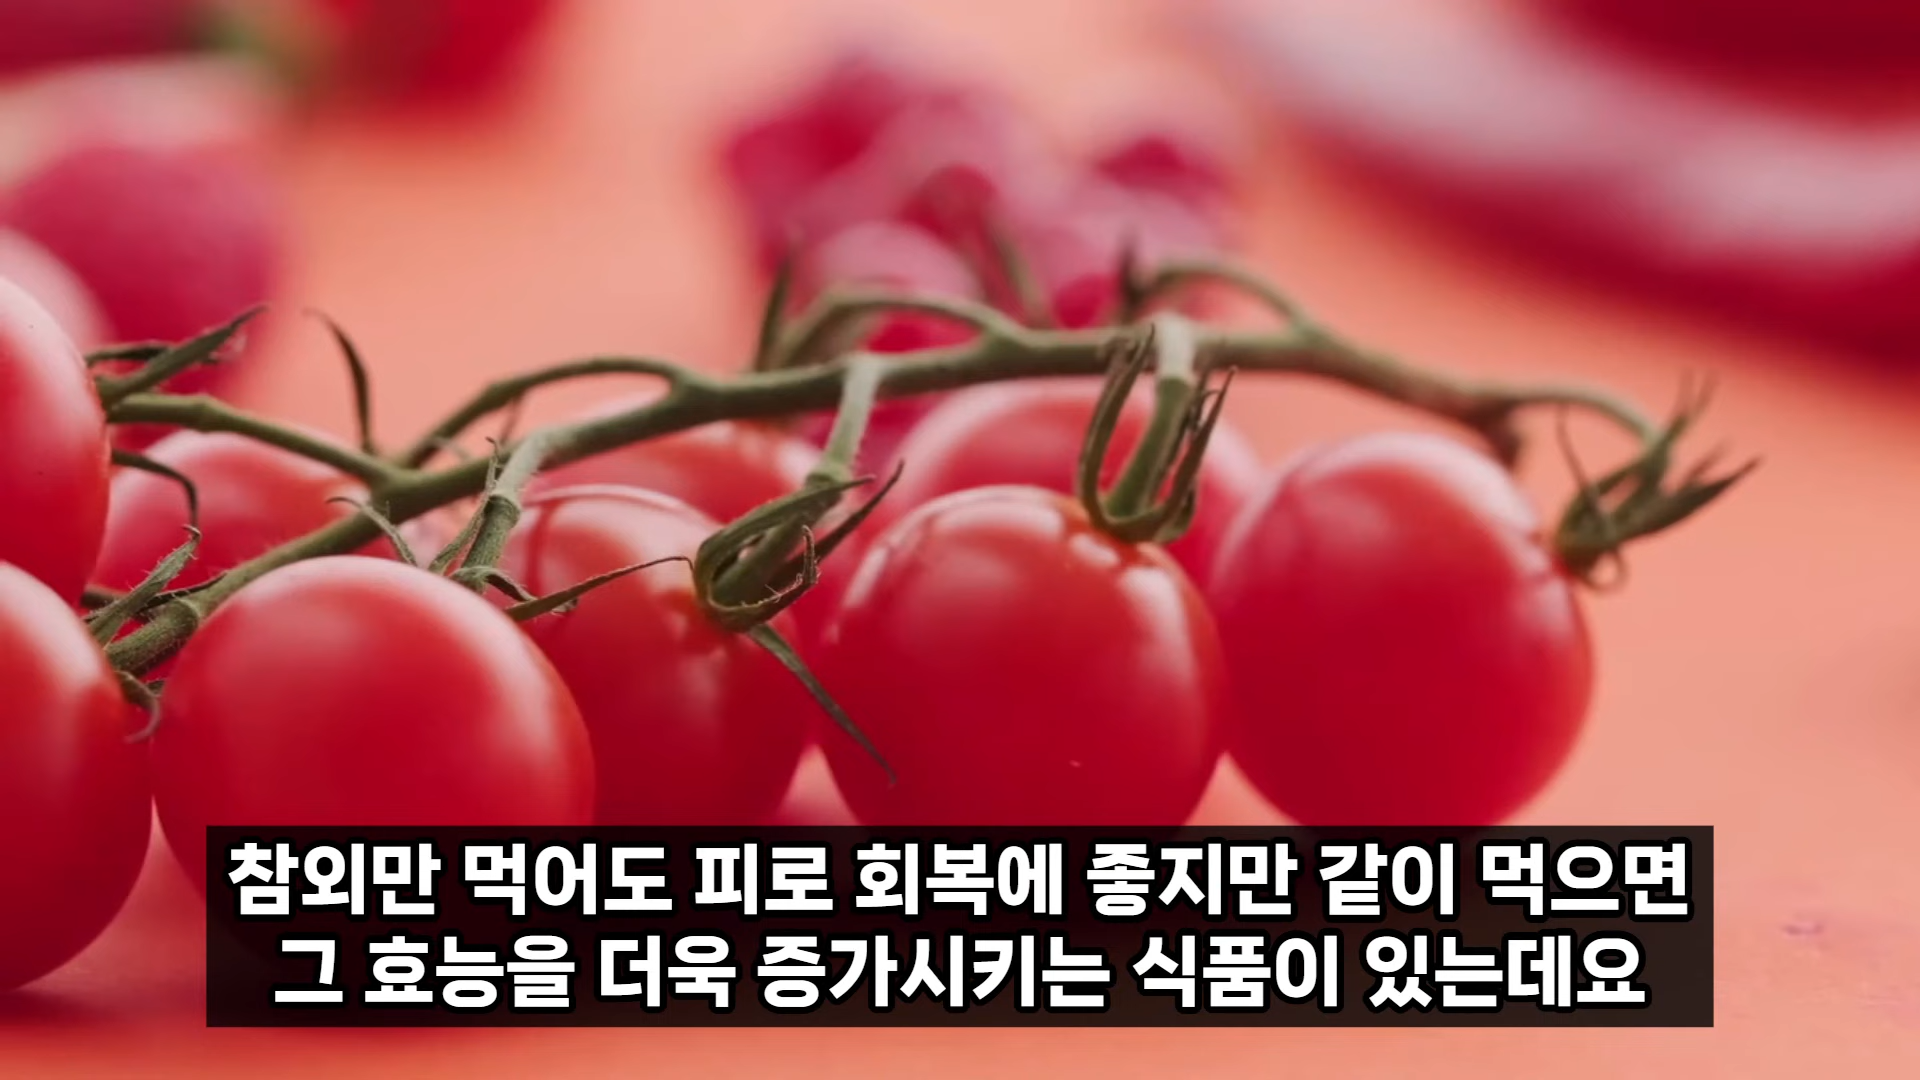 참외만 먹어도 피로 회복에 좋지만 같이 먹으면
그 효능을 더욱 증가시키는 식품이 있는데요